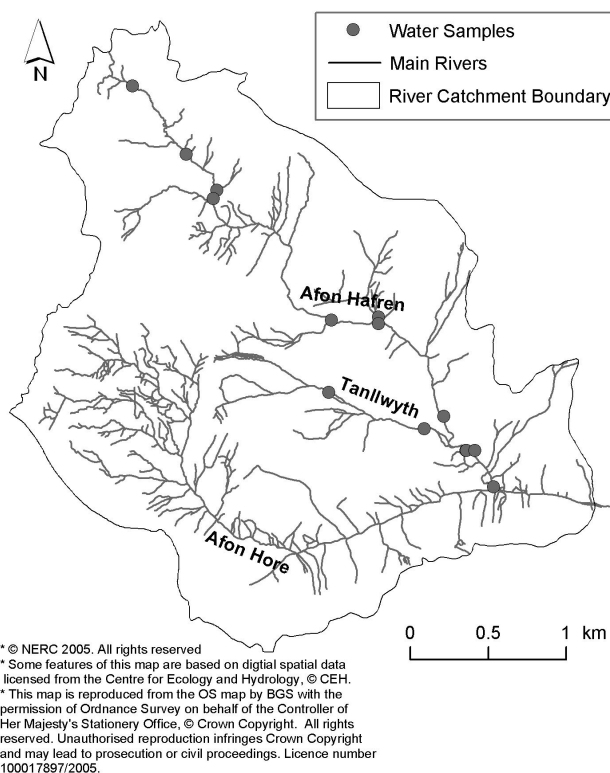 N
Water Samples
Main Rivers
River Catchment Boundary
Afon Hafren
Tanllwyth
Afon Hore
0 0.5 1 km
* © NERC 2005. All rights reserved
* Some features of this map are based on digtial spatial data
licensed from the Centre for Ecology and Hydrology, © CEH.
* This map is reproduced from the OS map by BGS with the
permission of Ordnance Survey on behalf of the Controller of
Her Majesty's Stationery Office, © Crown Copyright. All rights
reserved. Unauthorised reproduction infringes Crown Copyright
and may lead to prosecution or civil proceedings. Licence number
100017897/2005.